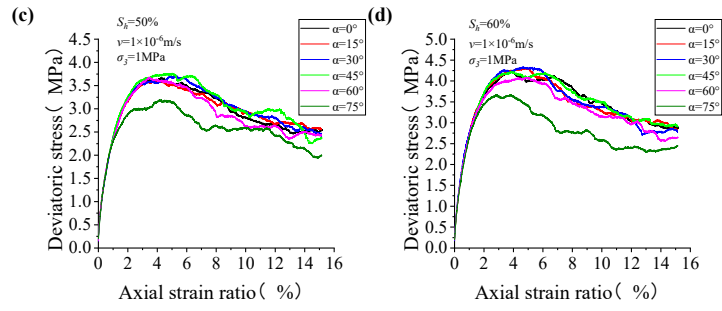 (c)
S_h=50%
v=1×10⁻⁶m/s
σ₃=1MPa
α=0°
α=15°
α=30°
α=45°
α=60°
α=75°
Deviatoric stress( MPa)
4.5
4.0
3.5
3.0
2.5
2.0
1.5
1.0
0.5
0.0
0 2 4 6 8 10 12 14 16
Axial strain ratio( %)
(d)
S_h=60%
v=1×10⁻⁶m/s
σ₃=1MPa
α=0°
α=15°
α=30°
α=45°
α=60°
α=75°
Deviatoric stress( MPa)
5.0
4.5
4.0
3.5
3.0
2.5
2.0
1.5
1.0
0.5
0.0
0 2 4 6 8 10 12 14 16
Axial strain ratio( %)